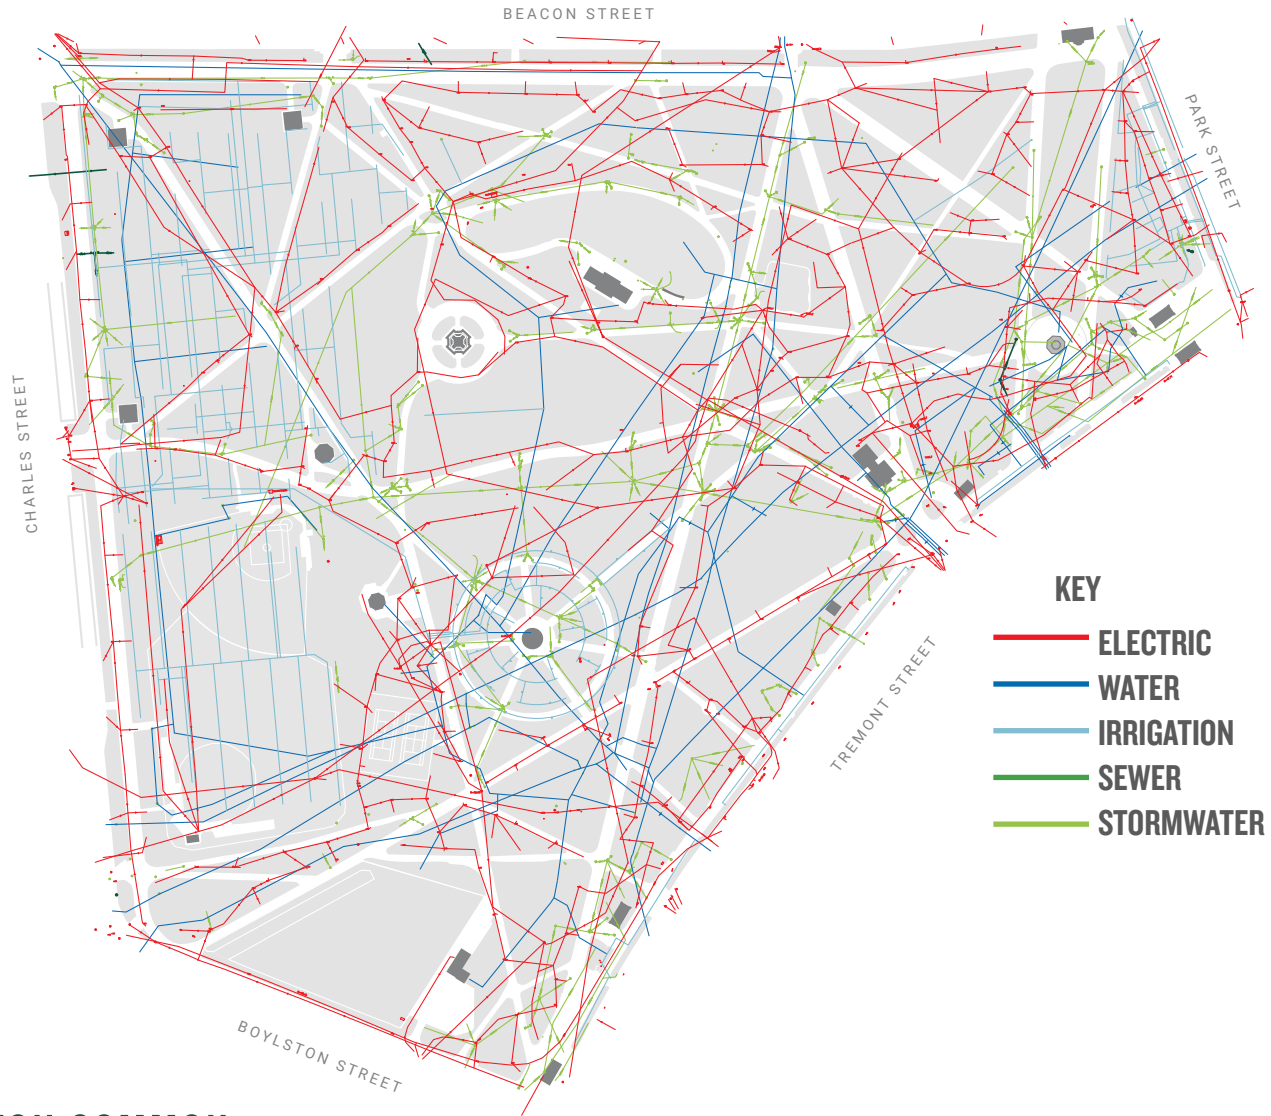 BEACON STREET
PARK STREET
CHARLES STREET
TREMONT STREET
BOYLSTON STREET
KEY
ELECTRIC
WATER
IRRIGATION
SEWER
STORMWATER